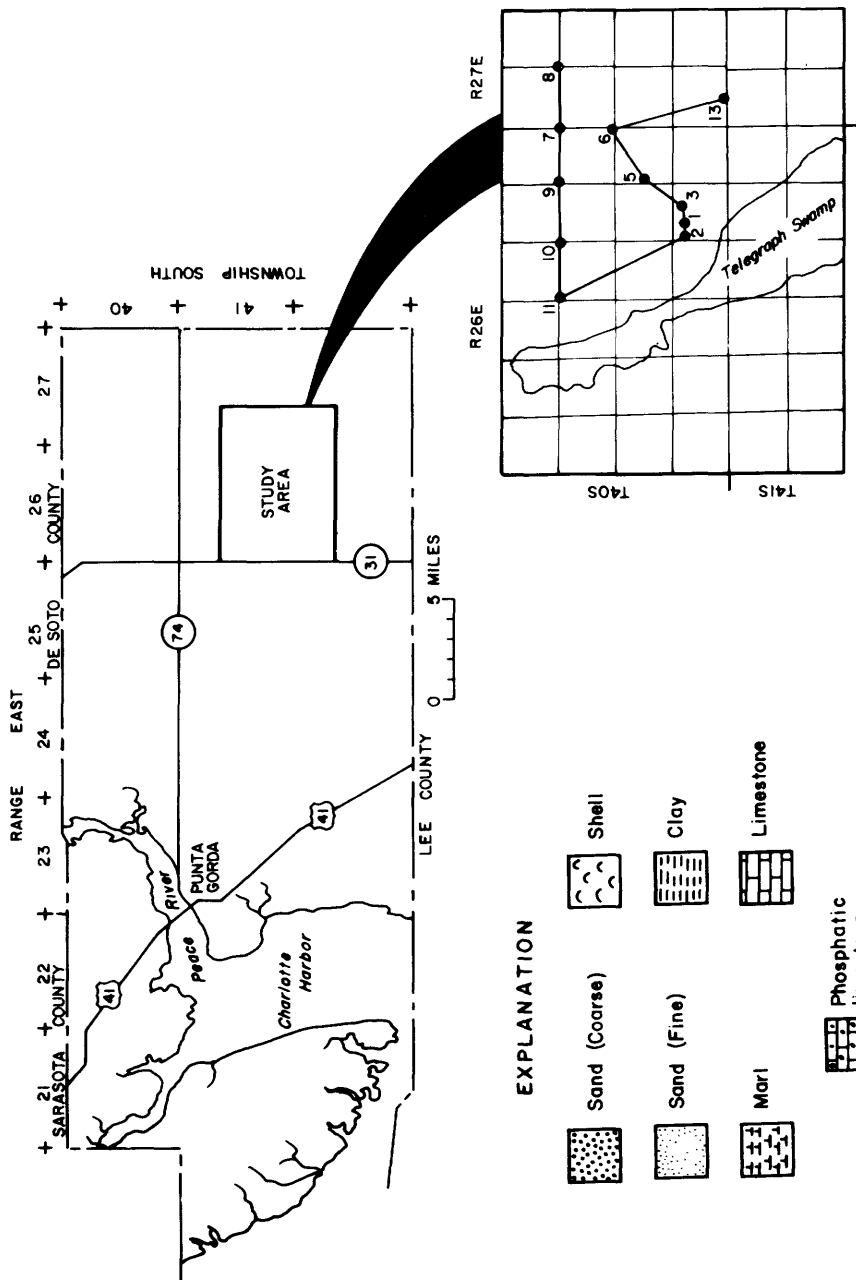 RANGE EAST
21 22 23 24 25 26 27
SARASOTA COUNTY
DE SOTO COUNTY
40
TOWNSHIP SOUTH
41
41
74
Peace River
PUNTA
GORDA
Charlotte
Harbor
STUDY
AREA
41
31
LEE COUNTY
0 5 MILES
R26E R27E
T40S
T41S
11 10 9 7 8
6
5
3
2 1
13
Telegraph Swamp
EXPLANATION
Sand (Coarse)
Shell
Sand (Fine)
Clay
Marl
Limestone
Phosphatic